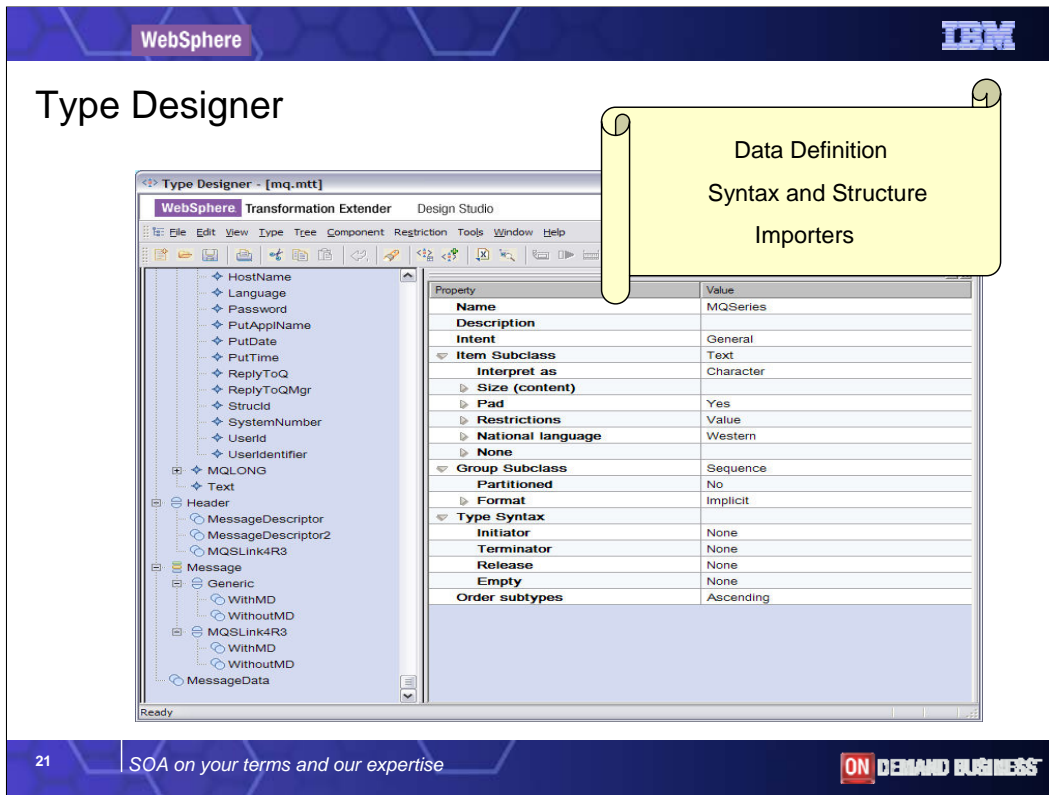 WebSphere
IBM
Type Designer
Data Definition
Syntax and Structure
Importers
Type Designer - [mq.mtt]
WebSphere. Transformation Extender Design Studio
File Edit View Type Tree Component Registriction Tools Window Help
HostName
Language
Password
PutApplName
PutDate
PutTime
ReplyToQ
ReplyToQMgr
StrucId
SystemNumber
UserId
UserIdentifier
MQLONG
Text
Header
MessageDescriptor
MessageDescriptor2
MQSLink4R3
Message
Generic
WithMD
WithoutMD
MQSLink4R3
WithMD
WithoutMD
MessageData
Property Value
Name MQSeries
Description
Intent General
Item Subclass Text
Interpret as Character
Size (content)
Pad Yes
Restrictions Value
National language Western
None
Group Subclass Sequence
Partitioned No
Format Implicit
Type Syntax
Initiator None
Terminator None
Release None
Empty None
Order subtypes Ascending
Ready
21
SOA on your terms and our expertise
ON DEMAND BUSINESS